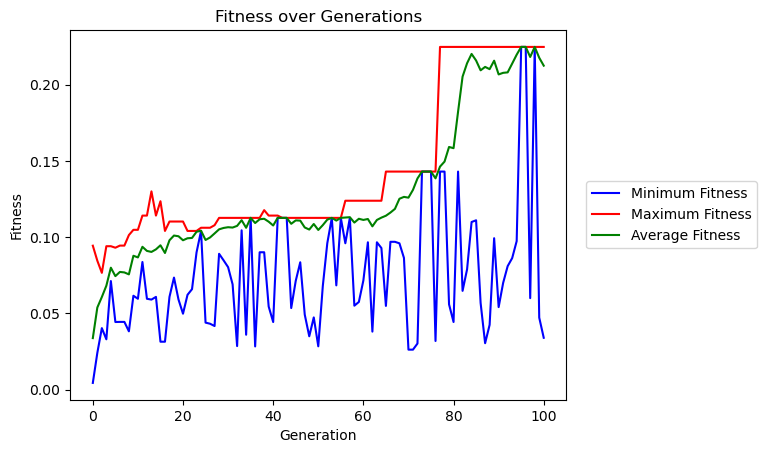 Fitness over Generations
Fitness
0.20
0.15
0.10
0.05
0.00
0
20
40
60
80
100
Generation
Minimum Fitness
Maximum Fitness
Average Fitness